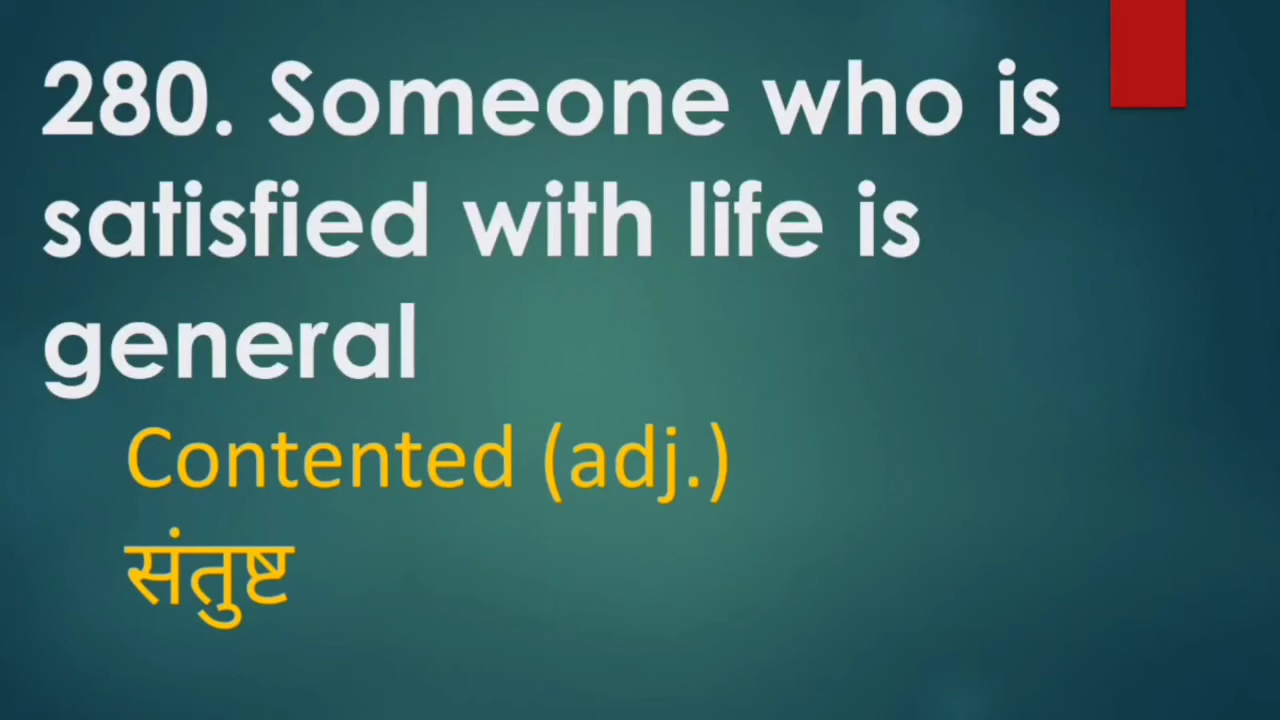 280. Someone who is
satisfied with life is
general
Contented (adj.)
संतुष्ट